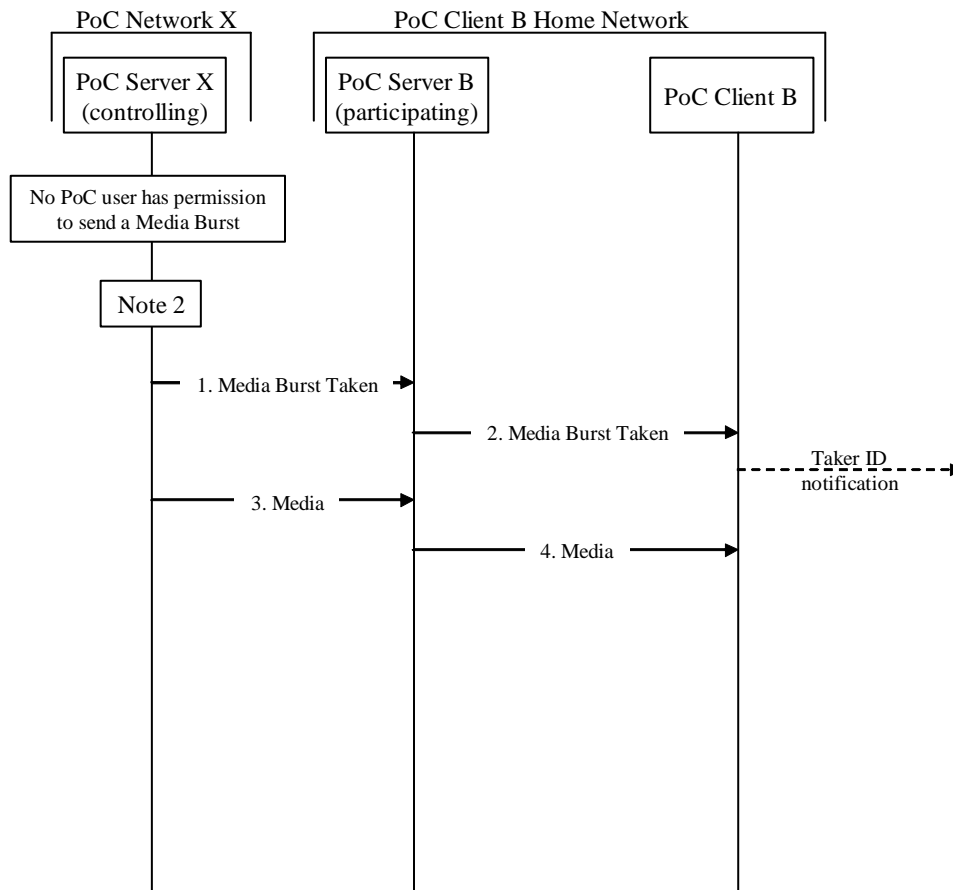 PoC Network X
PoC Client B Home Network
PoC Server X
(controlling)
PoC Server B
(participating)
PoC Client B
No PoC user has permission
to send a Media Burst
Note 2
1. Media Burst Taken
2. Media Burst Taken
Taker ID
notification
3. Media
4. Media